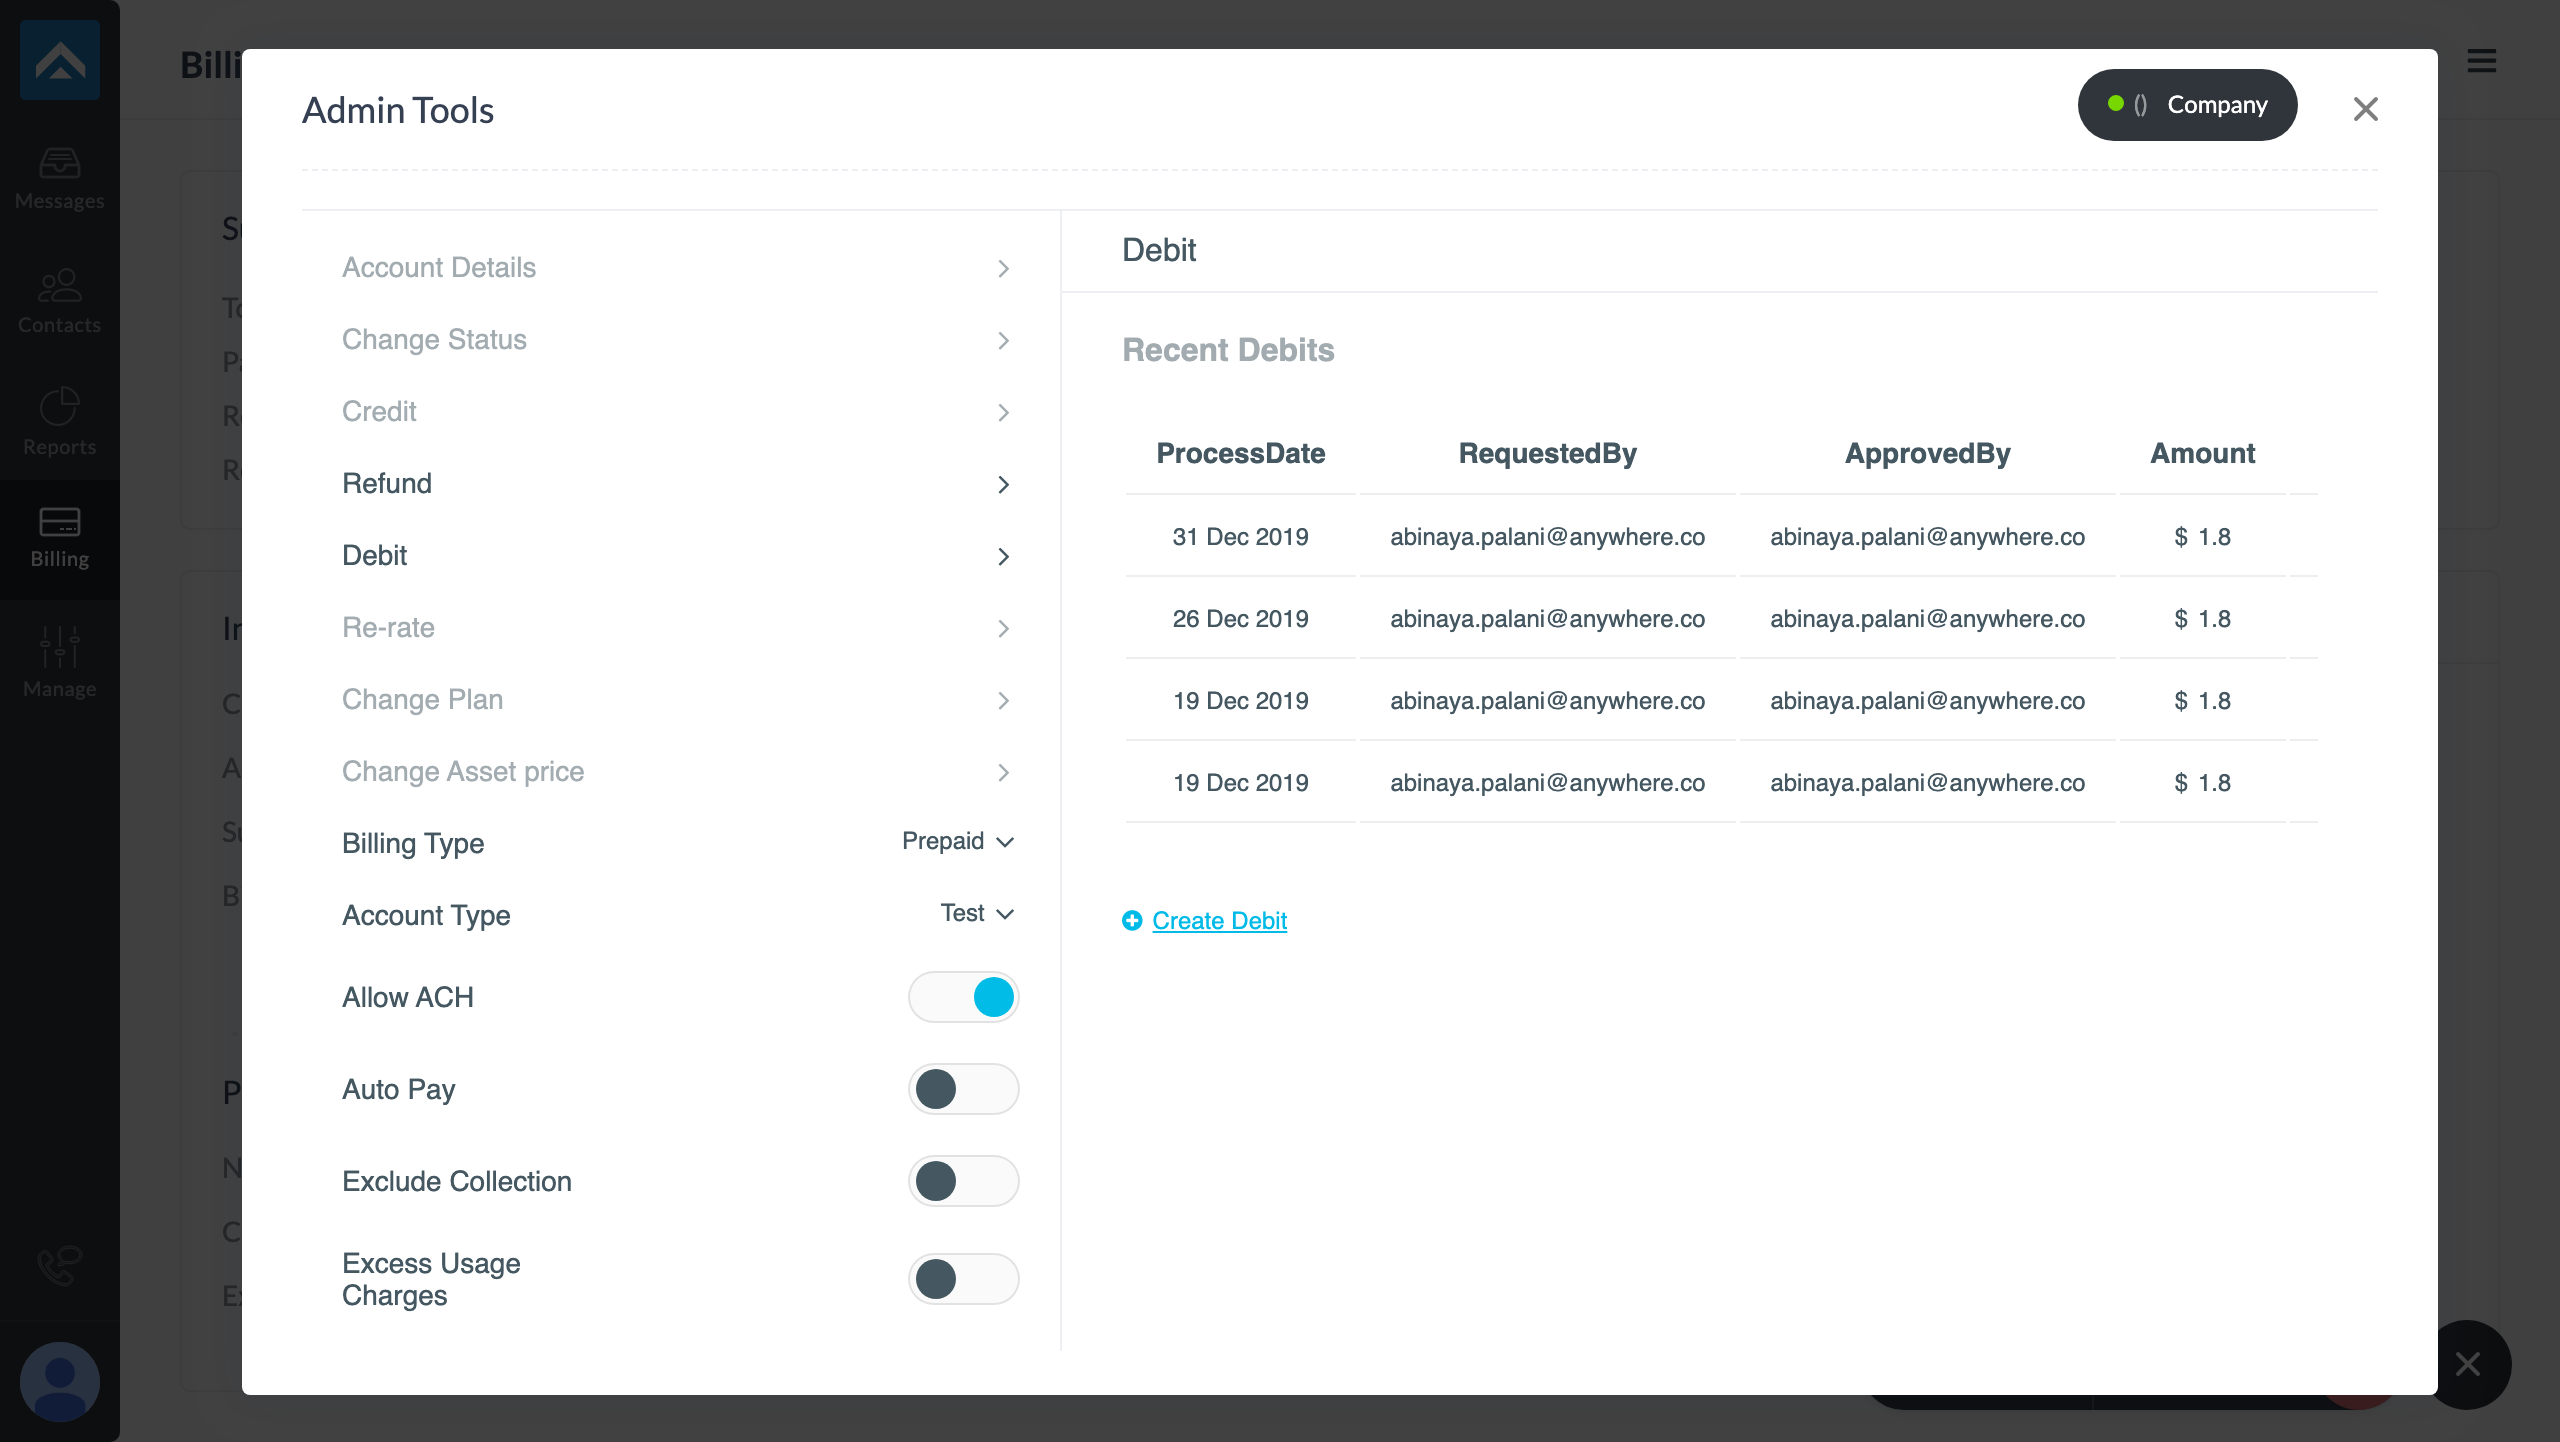 Messages
Contacts
Reports
Billing
Manage
Billi
Admin Tools
() Company
Account Details
Change Status
Credit
Refund
Debit
Re-rate
Change Plan
Change Asset price
Billing Type Prepaid
Account Type Test
Allow ACH
Auto Pay
Exclude Collection
Excess Usage
Charges
Debit
Recent Debits
ProcessDate RequestedBy ApprovedBy Amount
31 Dec 2019 abinaya.palani@anywhere.co abinaya.palani@anywhere.co $ 1.8
26 Dec 2019 abinaya.palani@anywhere.co abinaya.palani@anywhere.co $ 1.8
19 Dec 2019 abinaya.palani@anywhere.co abinaya.palani@anywhere.co $ 1.8
19 Dec 2019 abinaya.palani@anywhere.co abinaya.palani@anywhere.co $ 1.8
Create Debit